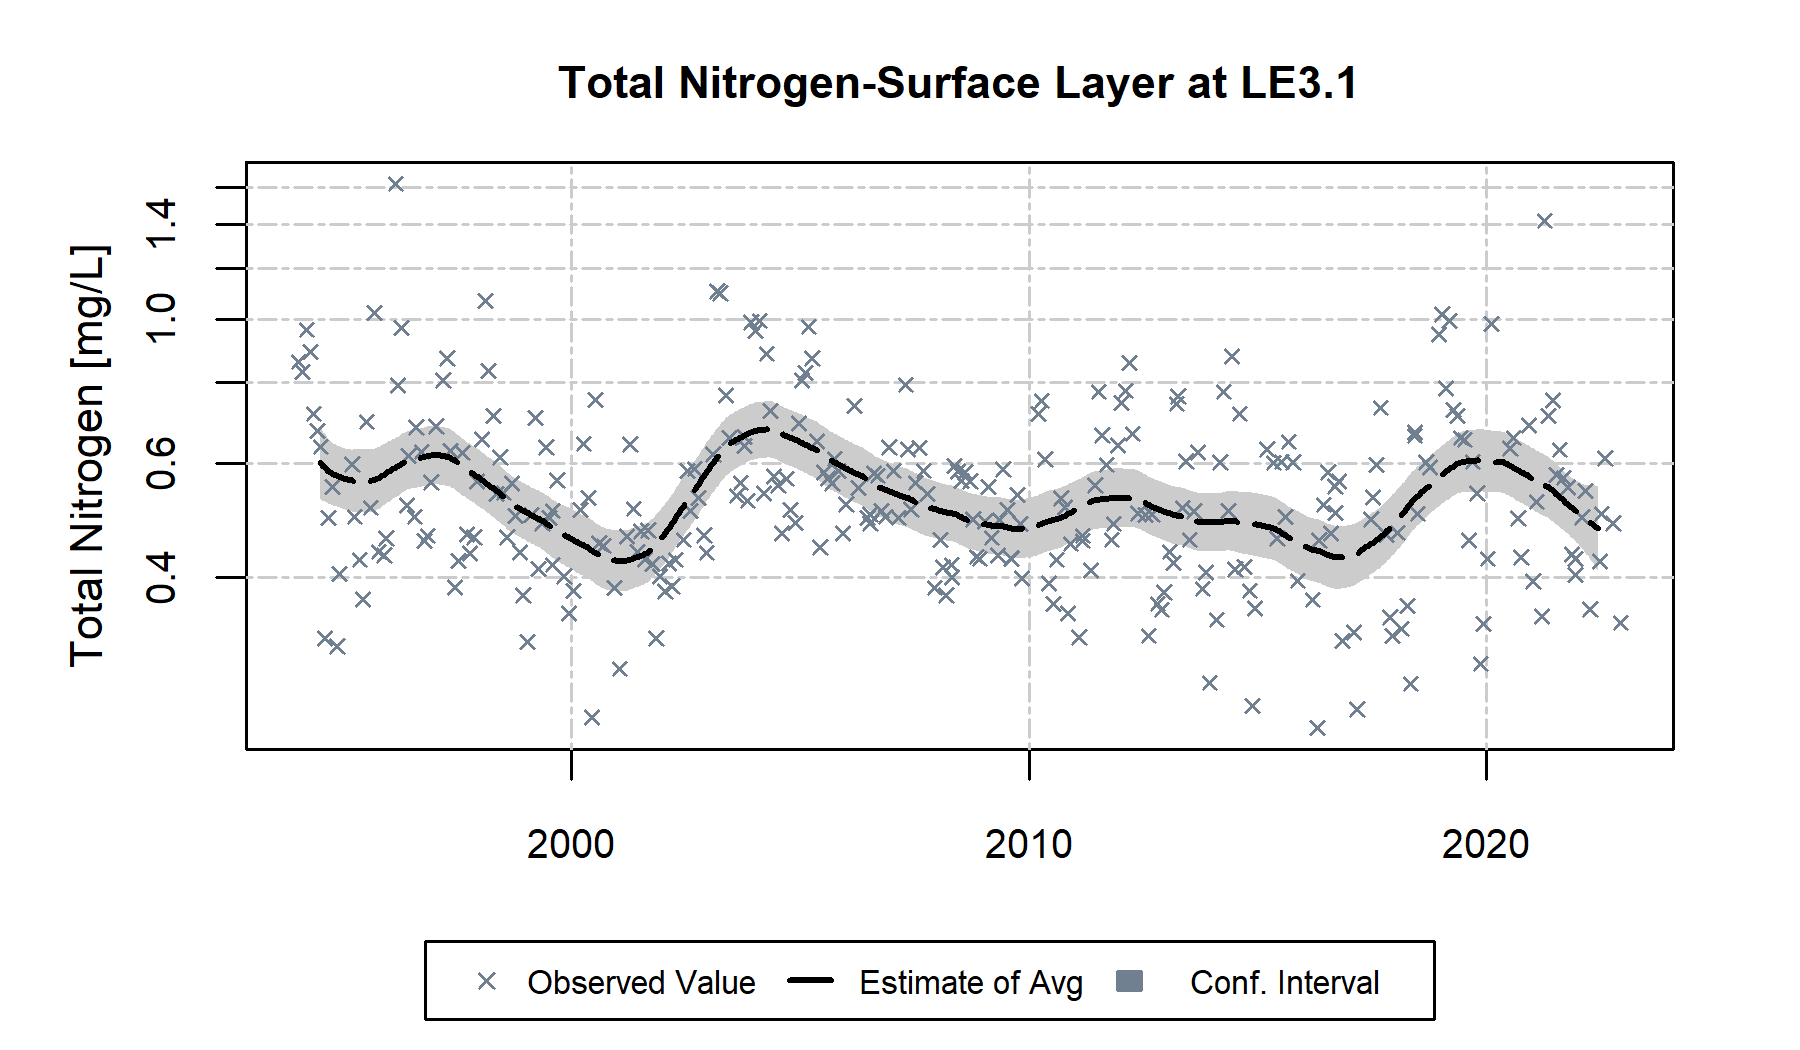 Total Nitrogen-Surface Layer at LE3.1
Total Nitrogen [mg/L]
1.4
1.0
0.6
0.4
2000
2010
2020
Observed Value
Estimate of Avg
Conf. Interval